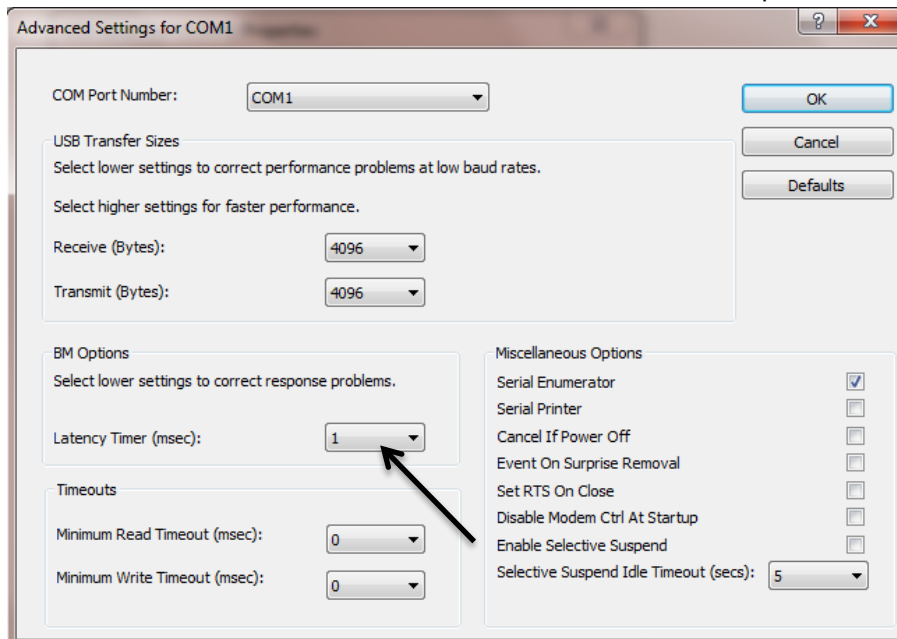 Advanced Settings for COM1
COM Port Number:
COM1
OK
USB Transfer Sizes
Cancel
Select lower settings to correct performance problems at low baud rates.
Defaults
Select higher settings for faster performance.
Receive (Bytes):
4096
Transmit (Bytes):
4096
BM Options
Select lower settings to correct response problems.
Latency Timer (msec):
1
Timeouts
Minimum Read Timeout (msec):
0
Minimum Write Timeout (msec):
0
Miscellaneous Options
Serial Enumerator
Serial Printer
Cancel If Power Off
Event On Surprise Removal
Set RTS On Close
Disable Modem Ctrl At Startup
Enable Selective Suspend
Selective Suspend Idle Timeout (secs):
5